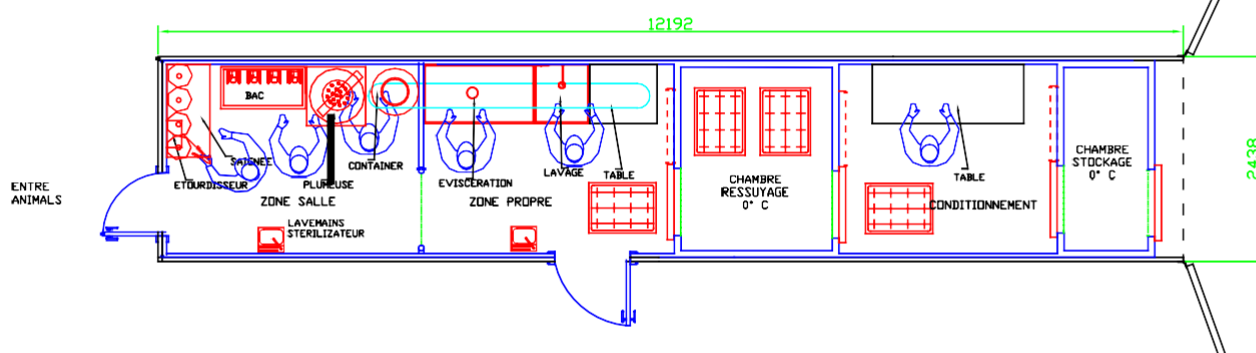 12192
BAC
SAIGNEE
CONTAINER
ETOURDISSEUR
PLUMEUSE
ZONE SALLE
LAVEMAINS
STERILIZATEUR
ENTRE
ANIMALS
EVISCERATION
LAVAGE
TABLE
ZONE PROPRE
CHAMBRE
RESSUYAGE
0° C
TABLE
CONDITIONNEMENT
CHAMBRE
STOCKAGE
0° C
2438